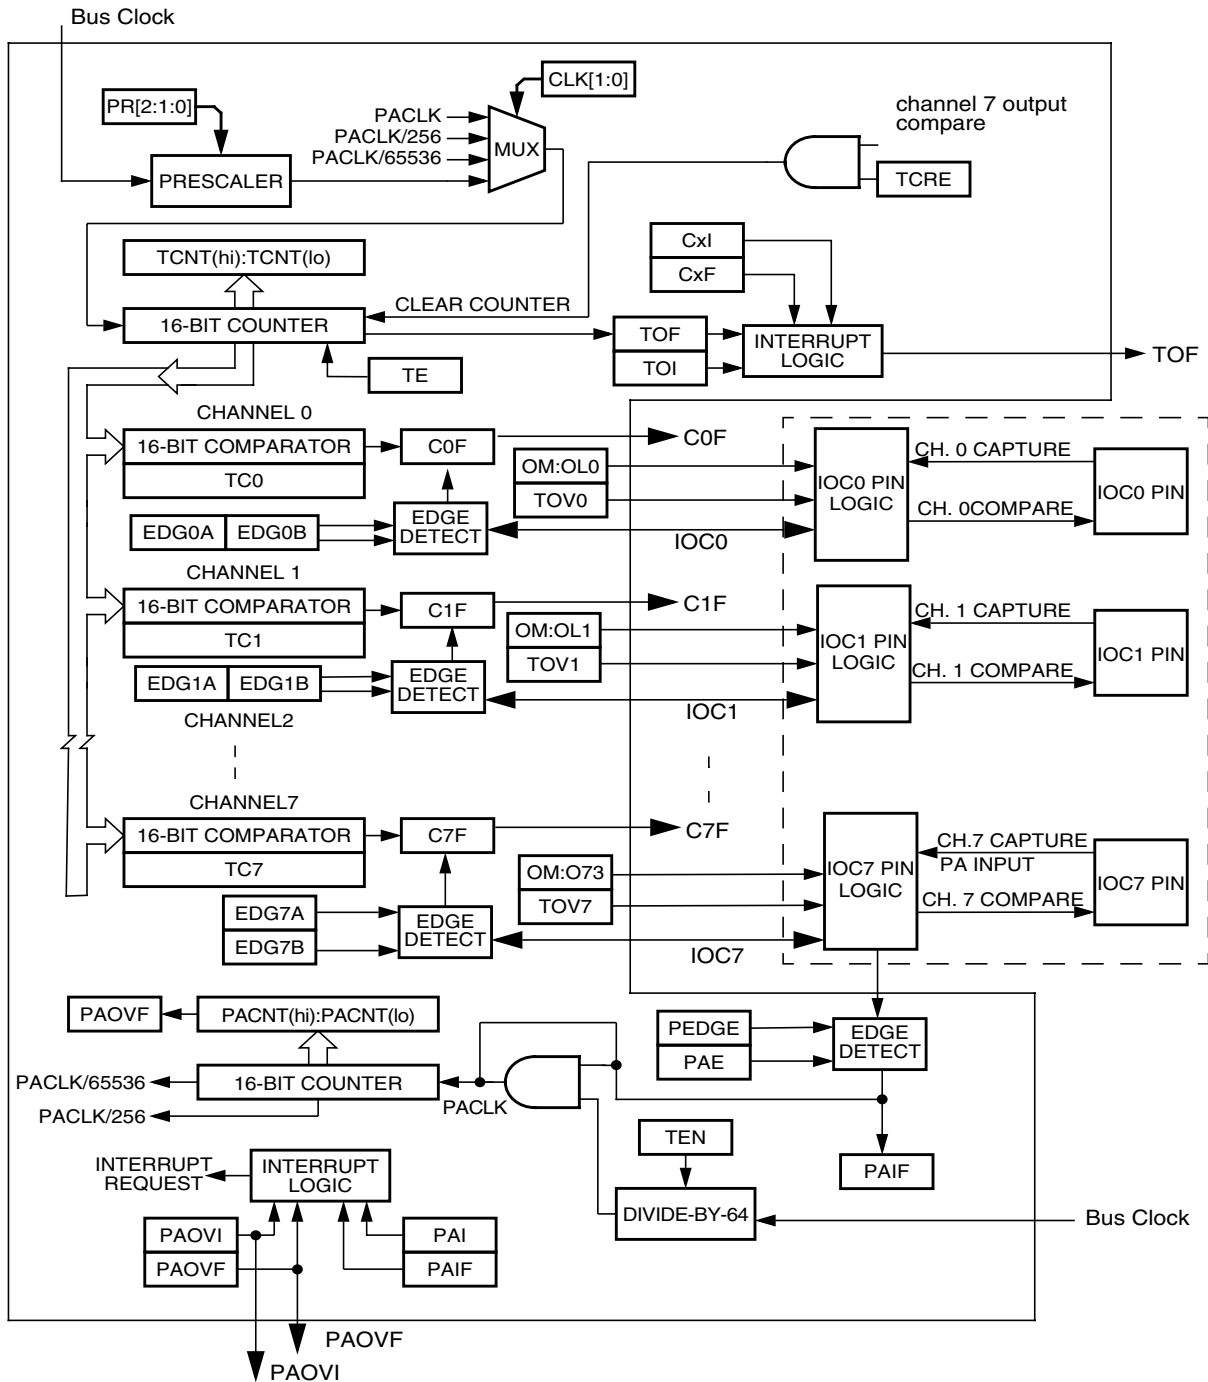 Bus Clock
PR[2:1:0]
CLK[1:0]
PACLK
PACLK/256
PACLK/65536
MUX
PRESCALER
channel 7 output
compare
TCRE
TCNT(hi):TCNT(lo)
CxI
CxF
CLEAR COUNTER
16-BIT COUNTER
TOF
TOI
INTERRUPT
LOGIC
TOF
TE
CHANNEL 0
16-BIT COMPARATOR
TC0
C0F
C0F
OM:OL0
TOV0
EDG0A
EDG0B
EDGE
DETECT
IOC0
IOC0 PIN
LOGIC
CH. 0 CAPTURE
CH. 0COMPARE
IOC0 PIN
CHANNEL 1
16-BIT COMPARATOR
TC1
C1F
C1F
OM:OL1
TOV1
EDG1A
EDG1B
EDGE
DETECT
IOC1
IOC1 PIN
LOGIC
CH. 1 CAPTURE
CH. 1 COMPARE
IOC1 PIN
CHANNEL2
CHANNEL7
16-BIT COMPARATOR
TC7
C7F
C7F
OM:O73
TOV7
EDG7A
EDG7B
EDGE
DETECT
IOC7
IOC7 PIN
LOGIC
CH.7 CAPTURE
PA INPUT
CH. 7 COMPARE
IOC7 PIN
PAOVF
PACNT(hi):PACNT(lo)
PEDGE
PAE
EDGE
DETECT
PACLK/65536
16-BIT COUNTER
PACLK
PACLK/256
TEN
PAIF
INTERRUPT
REQUEST
INTERRUPT
LOGIC
DIVIDE-BY-64
Bus Clock
PAOVI
PAOVF
PAI
PAIF
PAOVF
PAOVI